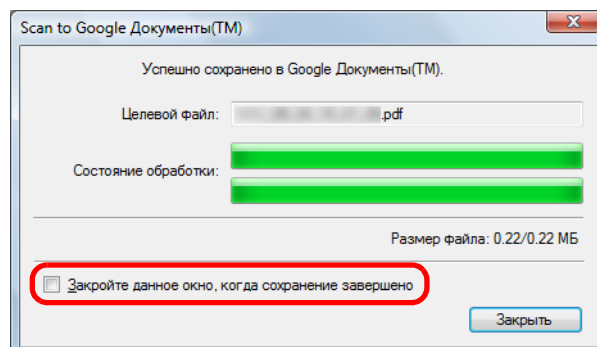 Scan to Google Документы(TM)
Успешно сохранено в Google Документы(TM).
Целевой файл: .pdf
Состояние обработки:
Размер файла: 0.22/0.22 МБ
Закройте данное окно, когда сохранение завершено
Закрыть